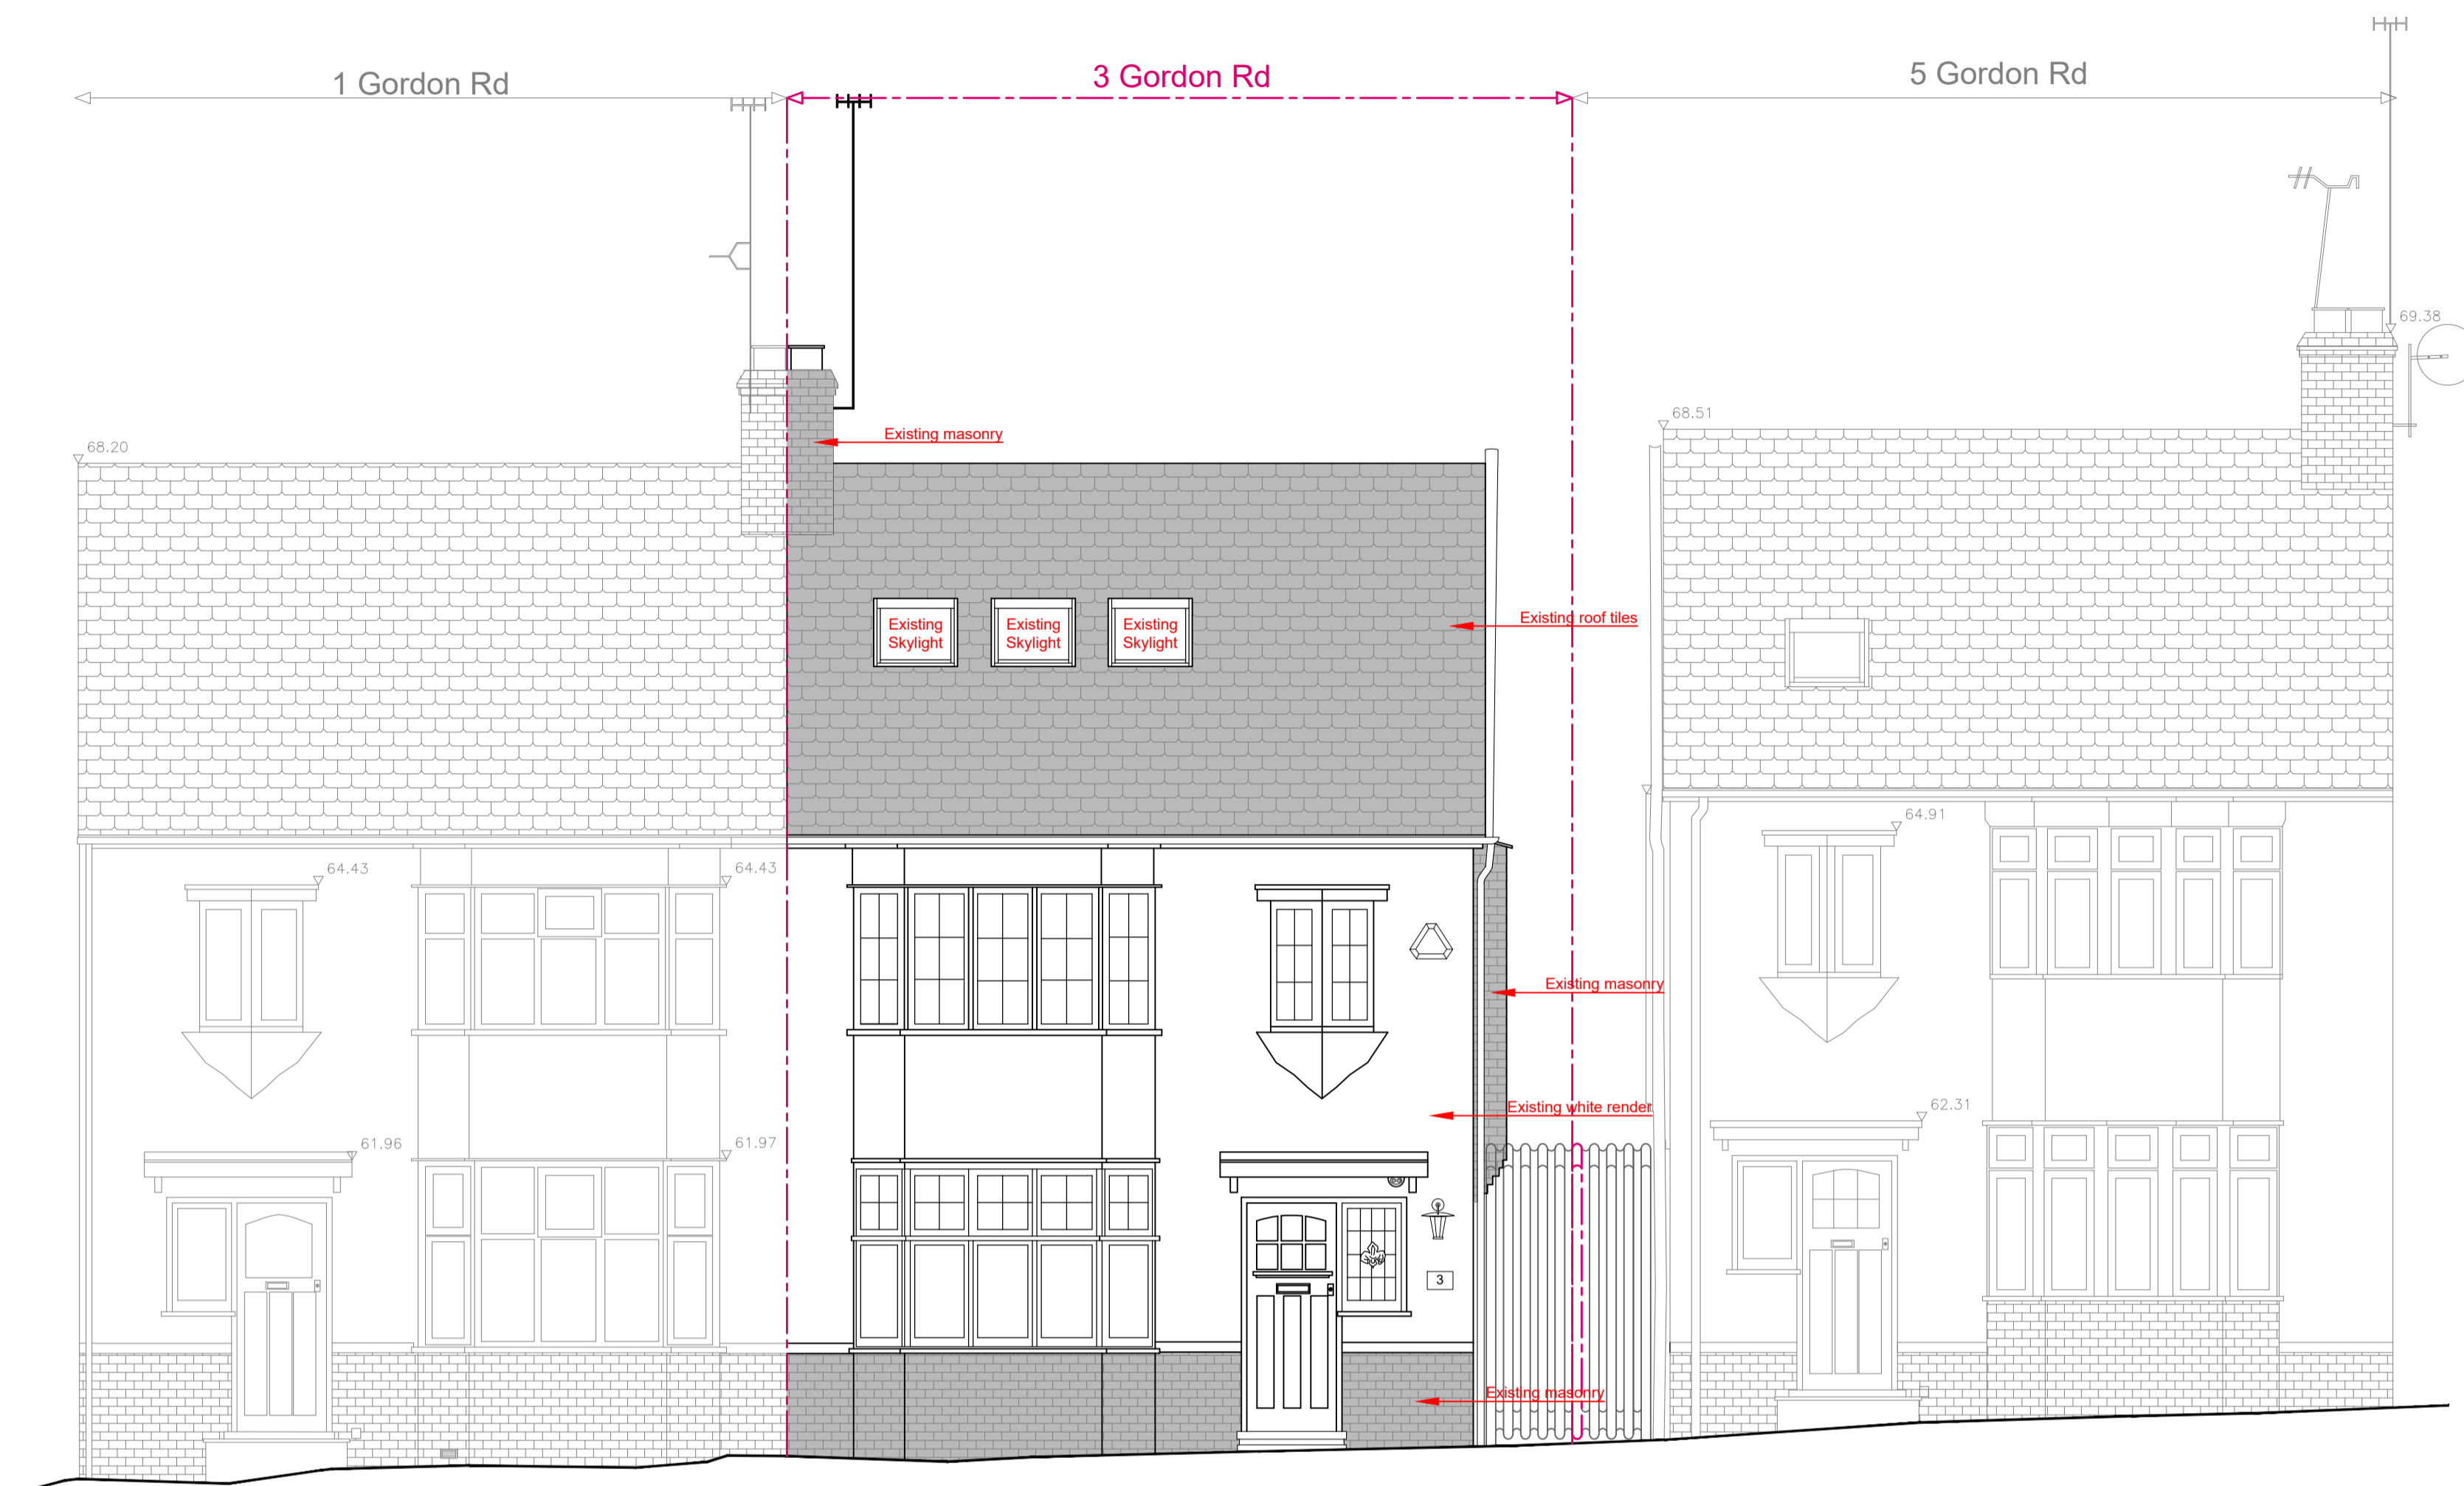 1 Gordon Rd
3 Gordon Rd
5 Gordon Rd
69.38
68.51
Existing masonry
68.20
Existing roof tiles
Existing
Skylight
Existing
Skylight
Existing
Skylight
64.91
64.43
64.43
Existing masonry
62.31
Existing white render
61.96
61.97
3
Existing masonry